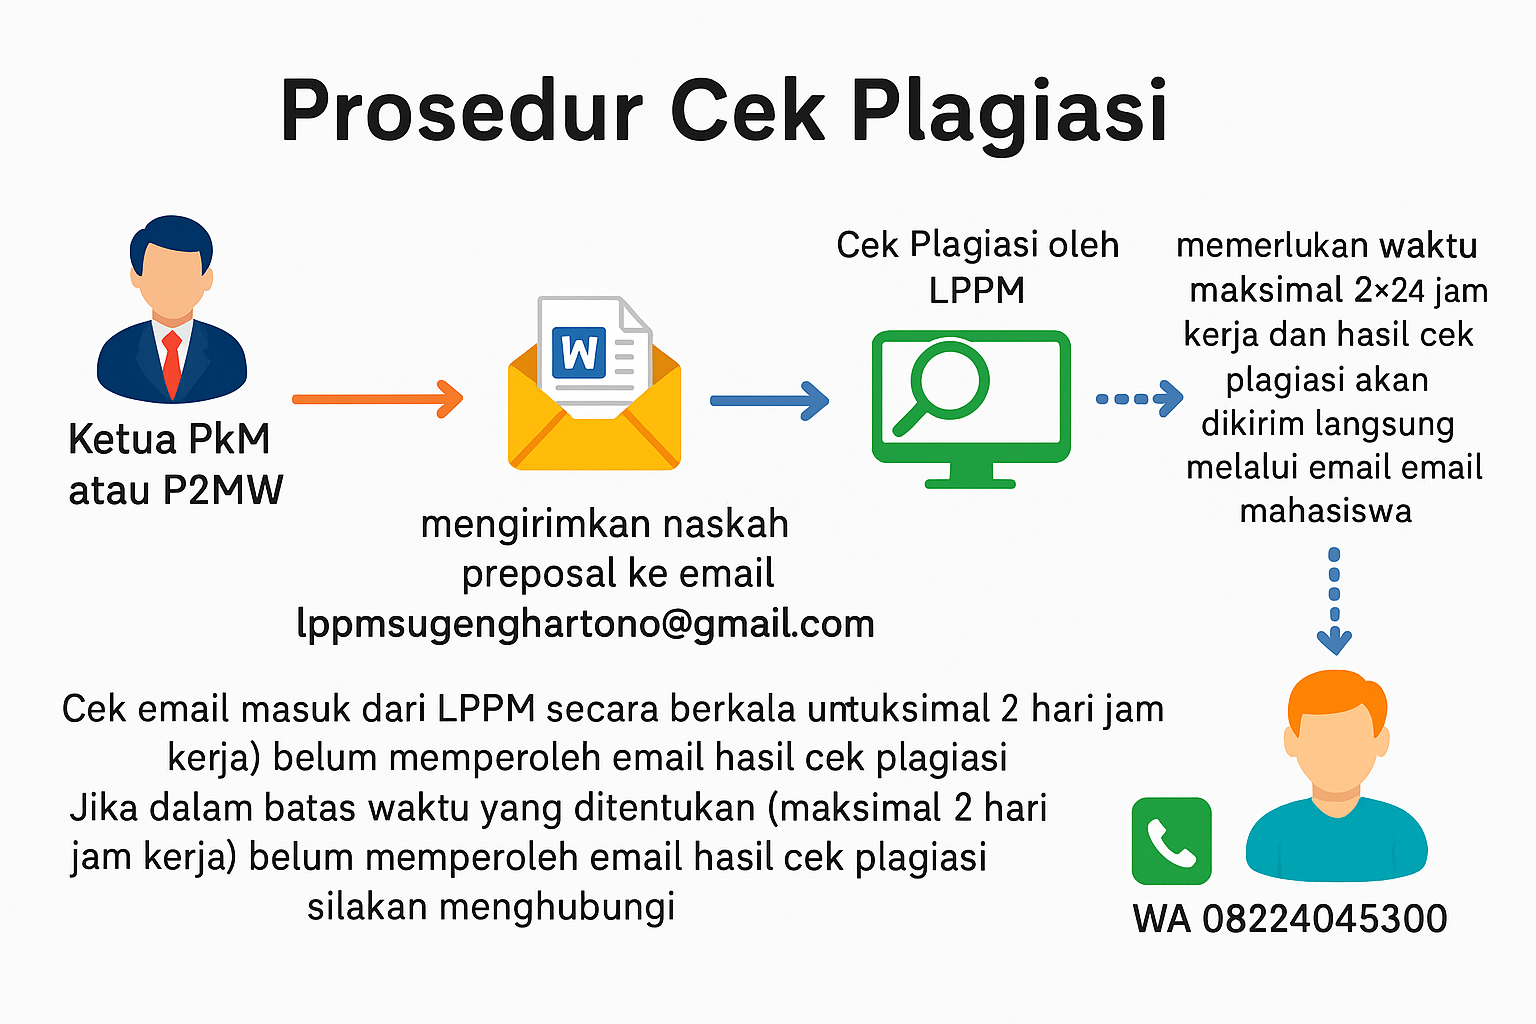 Prosedur Cek Plagiasi
Ketua PkM
atau P2MW
W
mengirimkan naskah
preposal ke email
lppmsugenghartono@gmail.com
Cek Plagiasi oleh
LPPM
memerlukan waktu
maksimal 2×24 jam
kerja dan hasil cek
plagiasi akan
dikirim langsung
melalui email email
mahasiswa
Cek email masuk dari LPPM secara berkala untuksimal 2 hari jam
kerja) belum memperoleh email hasil cek plagiasi
Jika dalam batas waktu yang ditentukan (maksimal 2 hari
jam kerja) belum memperoleh email hasil cek plagiasi
silakan menghubungi
WA 08224045300